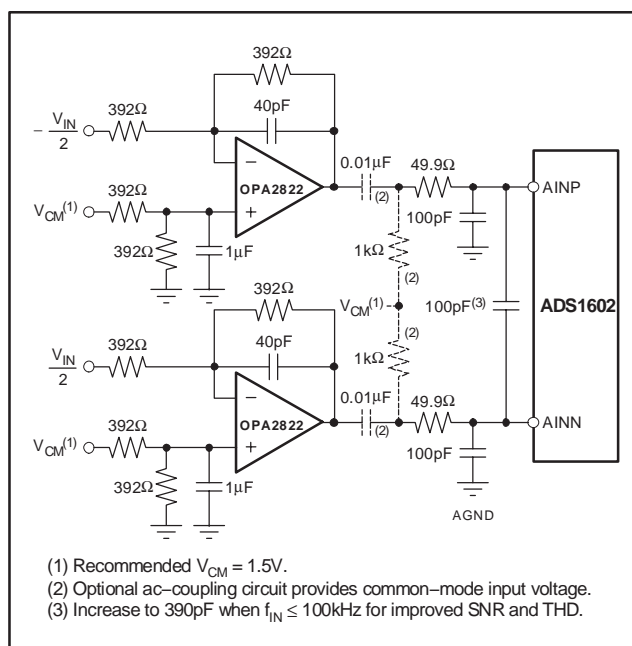 392Ω
392Ω
40pF
− V_IN/2
OPA2822
0.01µF
(2)
49.9Ω
AINP
392Ω
V_CM(1)
392Ω
1µF
100pF
1kΩ
(2)
392Ω
V_CM(1)
100pF(3)
ADS1602
392Ω
40pF
V_IN/2
(2)
1kΩ
OPA2822
0.01µF
(2)
49.9Ω
AINN
392Ω
V_CM(1)
392Ω
1µF
100pF
AGND
(1) Recommended V_CM = 1.5V.
(2) Optional ac−coupling circuit provides common−mode input voltage.
(3) Increase to 390pF when f_IN ≤ 100kHz for improved SNR and THD.